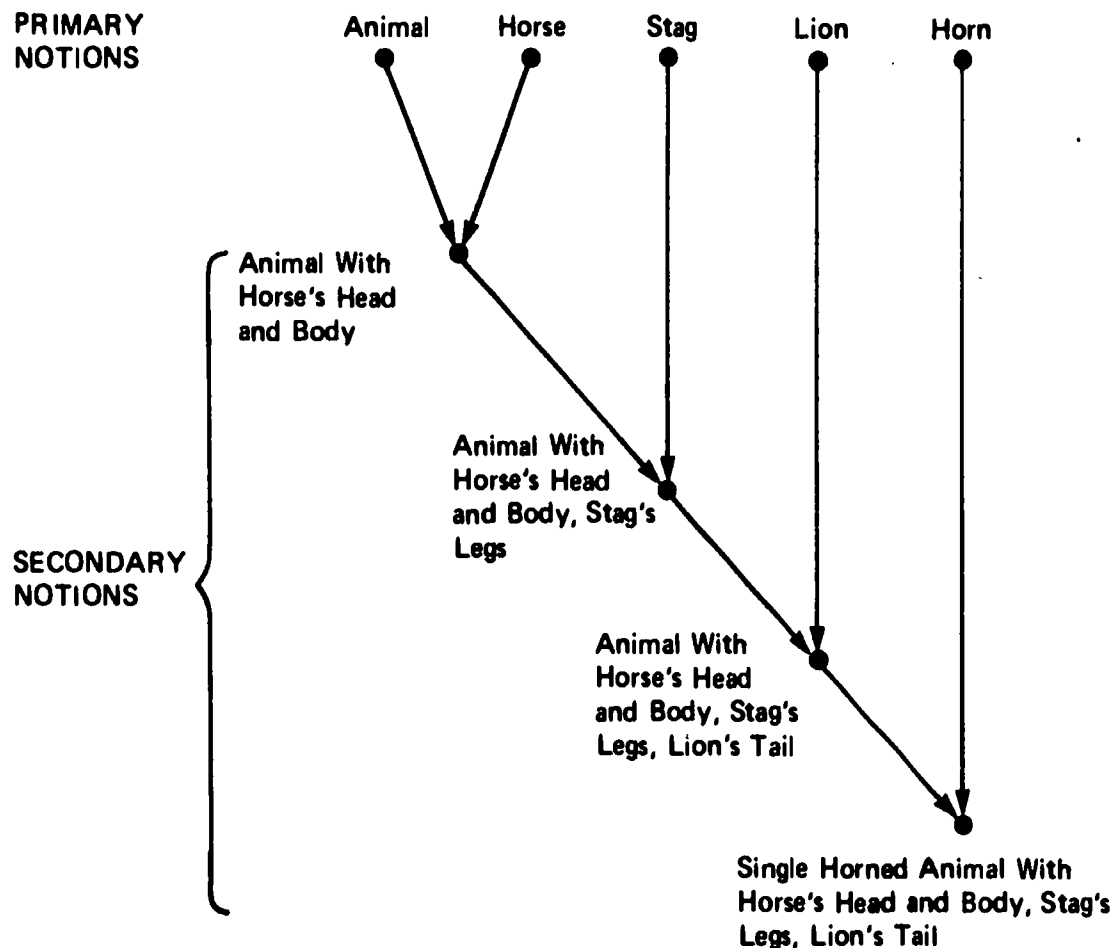 PRIMARY
NOTIONS
Animal
Horse
Stag
Lion
Horn
Animal With
Horse's Head
and Body
Animal With
Horse's Head
and Body, Stag's
Legs
SECONDARY
NOTIONS
Animal With
Horse's Head
and Body, Stag's
Legs, Lion's Tail
Single Horned Animal With
Horse's Head and Body, Stag's
Legs, Lion's Tail